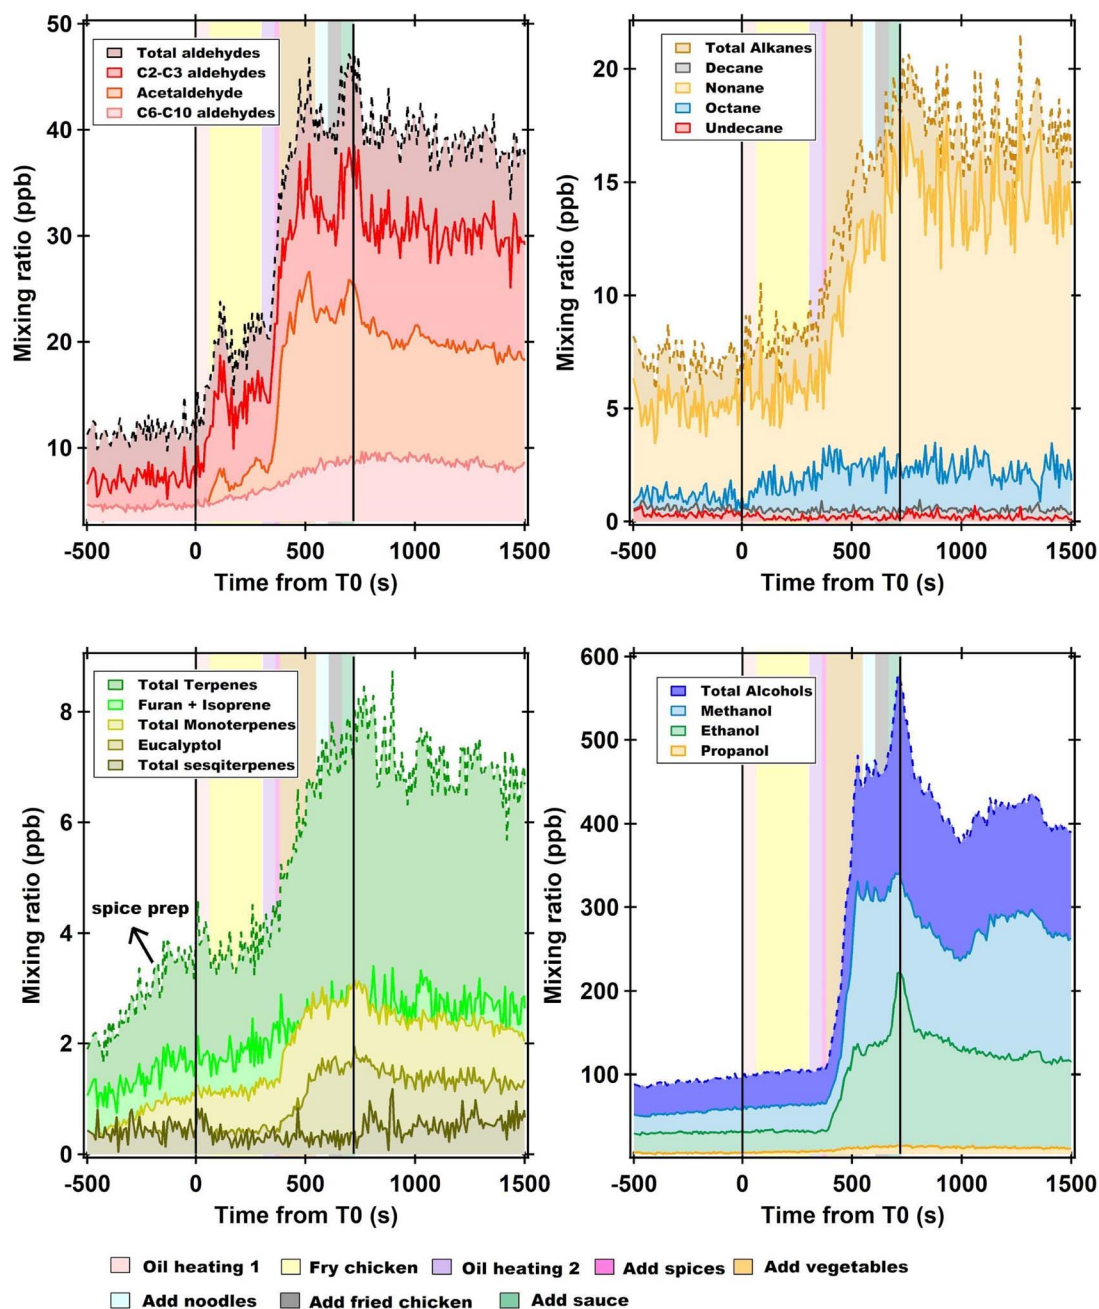 50
40
30
20
10
Mixing ratio (ppb)
Total aldehydes
C2-C3 aldehydes
Acetaldehyde
C6-C10 aldehydes
-500 0 500 1000 1500
Time from T0 (s)
20
15
10
5
0
Mixing ratio (ppb)
Total Alkanes
Decane
Nonane
Octane
Undecane
-500 0 500 1000 1500
Time from T0 (s)
8
6
4
2
0
Mixing ratio (ppb)
Total Terpenes
Furan + Isoprene
Total Monoterpenes
Eucalyptol
Total sesqiterpenes
spice prep
-500 0 500 1000 1500
Time from T0 (s)
600
500
400
300
200
100
Mixing ratio (ppb)
Total Alcohols
Methanol
Ethanol
Propanol
-500 0 500 1000 1500
Time from T0 (s)
Oil heating 1 Fry chicken Oil heating 2 Add spices Add vegetables
Add noodles Add fried chicken Add sauce